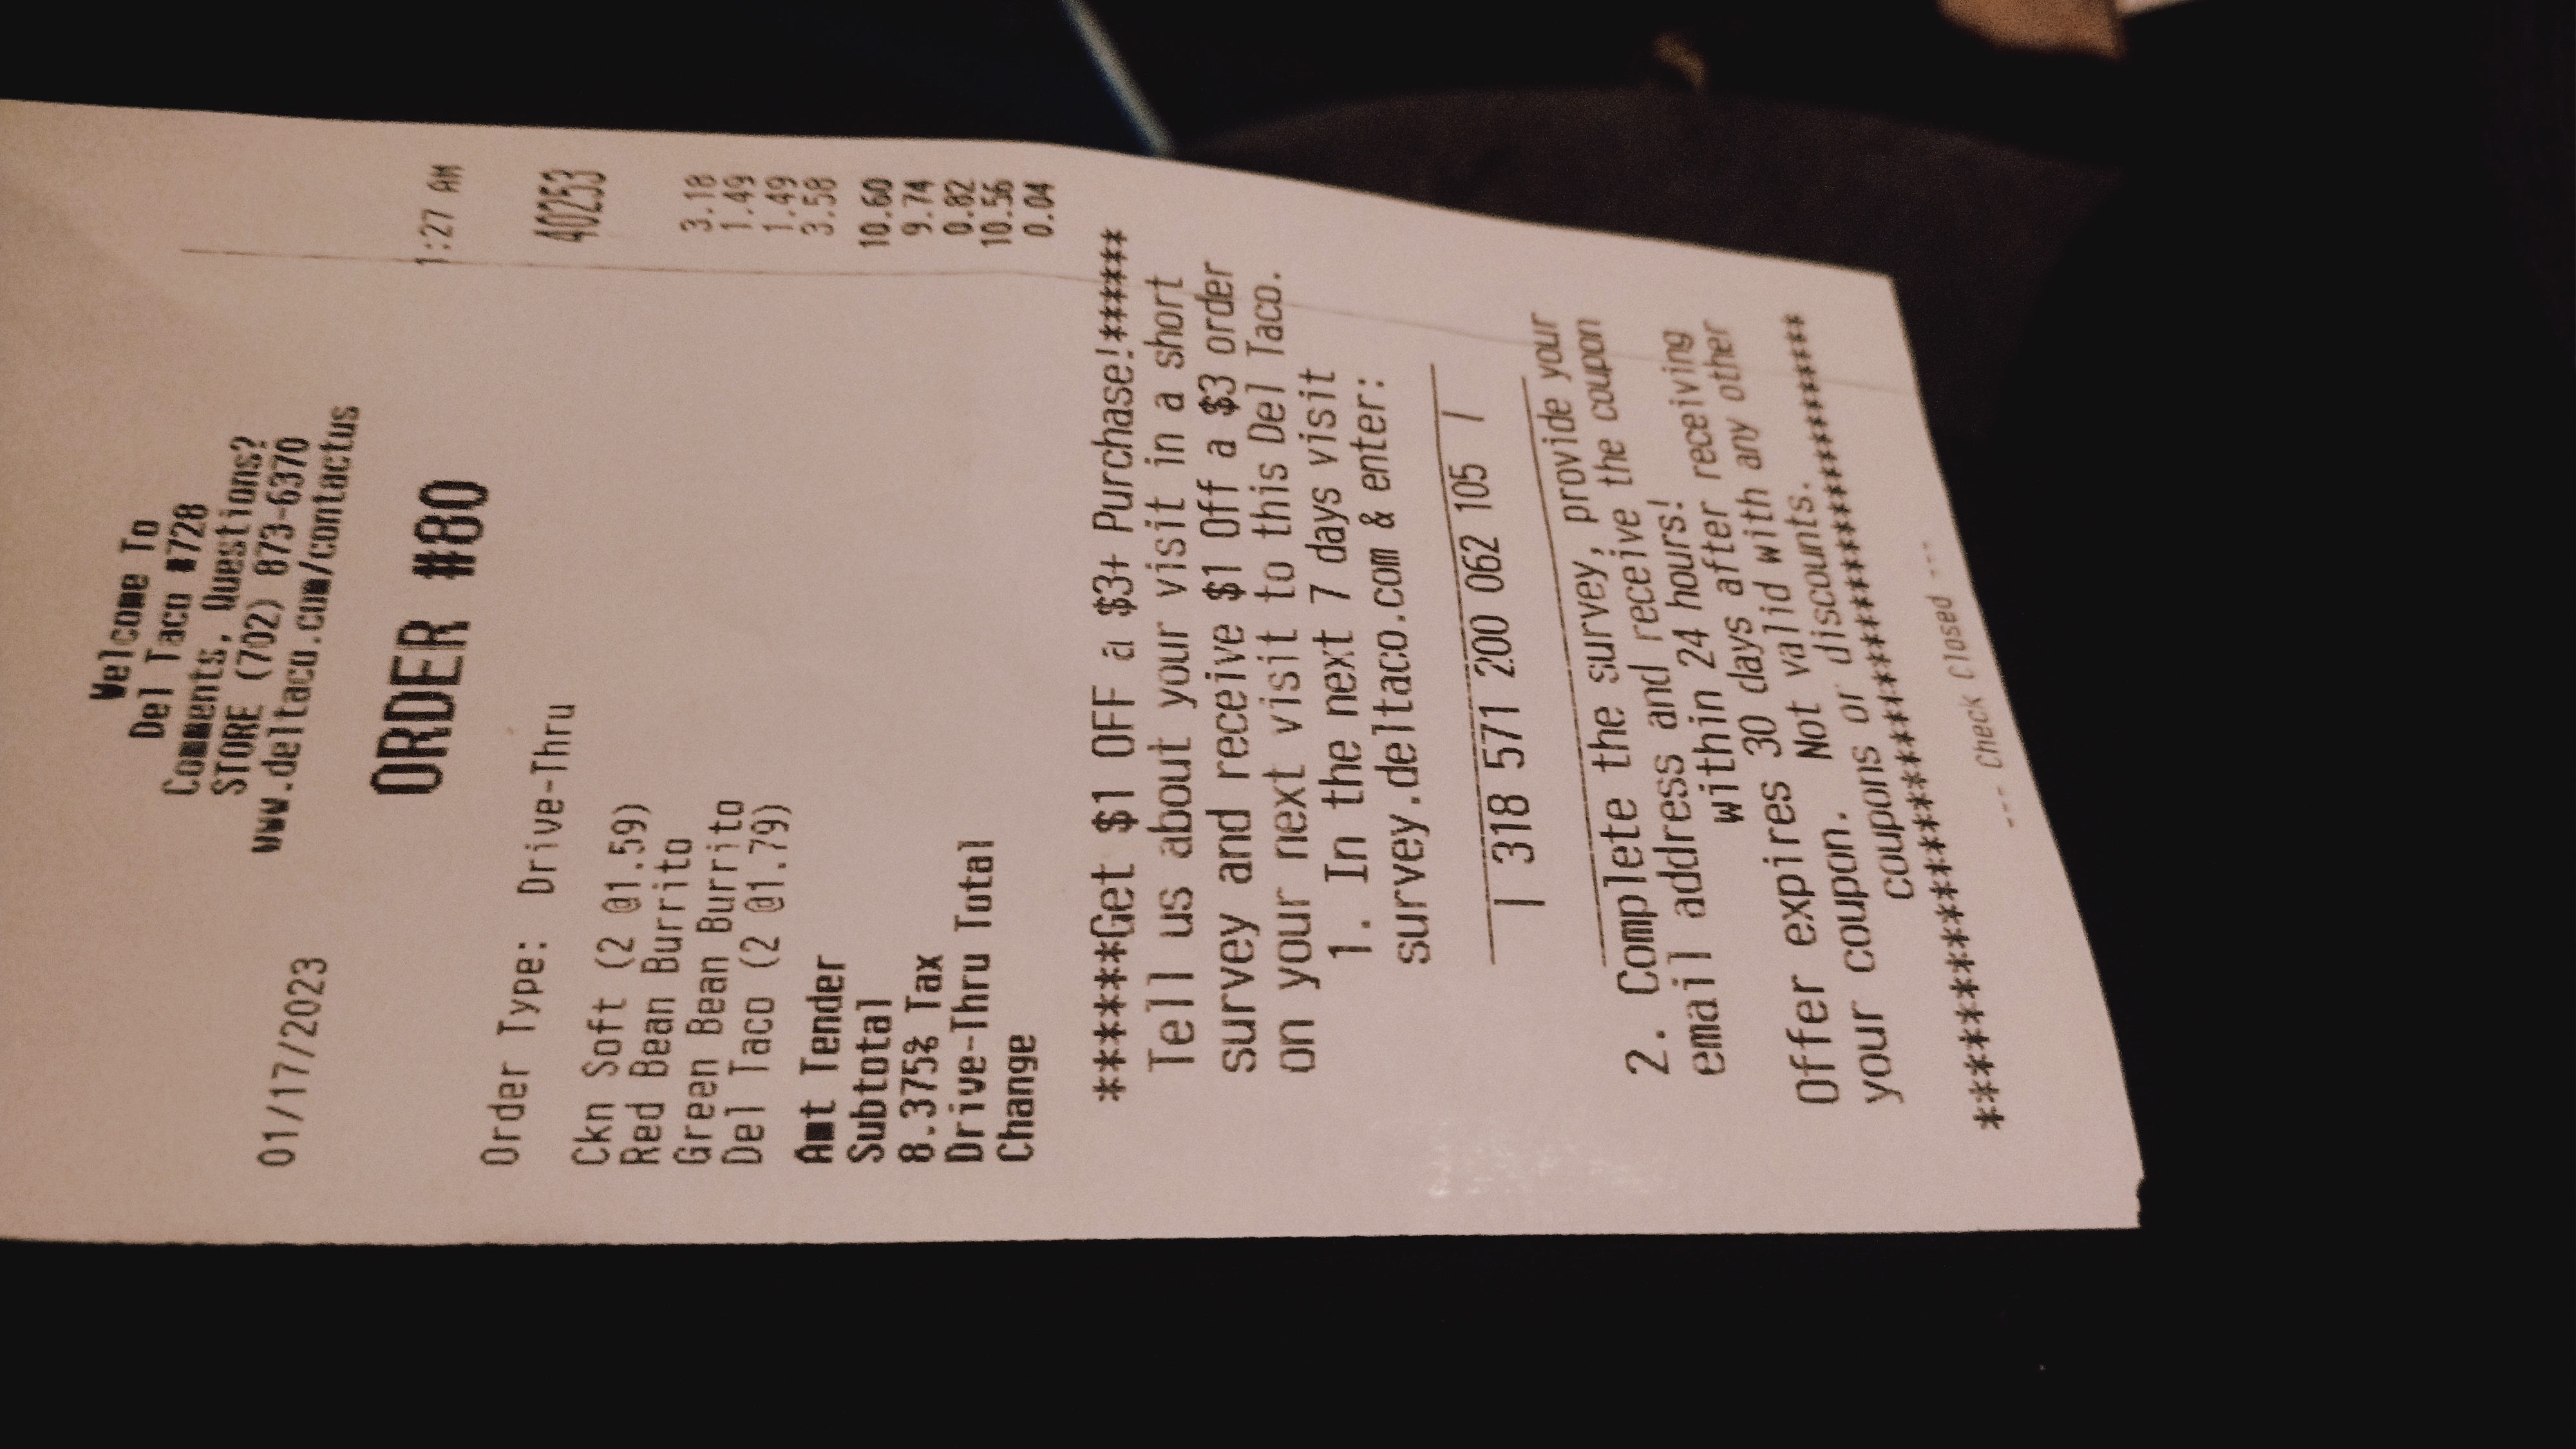 Welcome To
Del Taco #728
Comments, Questions?
STORE (702) 873-6370
www.deltaco.com/contactus
01/17/2023 1:27 AM
ORDER #80
Order Type: Drive-Thru 40253
Ckn Soft (2 @1.59) 3.18
Red Bean Burrito 1.49
Green Bean Burrito 1.49
Del Taco (2 @1.79) 3.58
Amt Tender 10.60
Subtotal 9.74
8.375% Tax 0.82
Drive-Thru Total 10.56
Change 0.04
******Get $1 OFF a $3+ Purchase!******
Tell us about your visit in a short
survey and receive $1 Off a $3 order
on your next visit to this Del Taco.
1. In the next 7 days visit
survey.deltaco.com & enter:
| 318 571 200 062 105 |
2. Complete the survey, provide your
email address and receive the coupon
within 24 hours!
Offer expires 30 days after receiving
your coupon. Not valid with any other
coupons or discounts.
**************************************
--- Check Closed ---